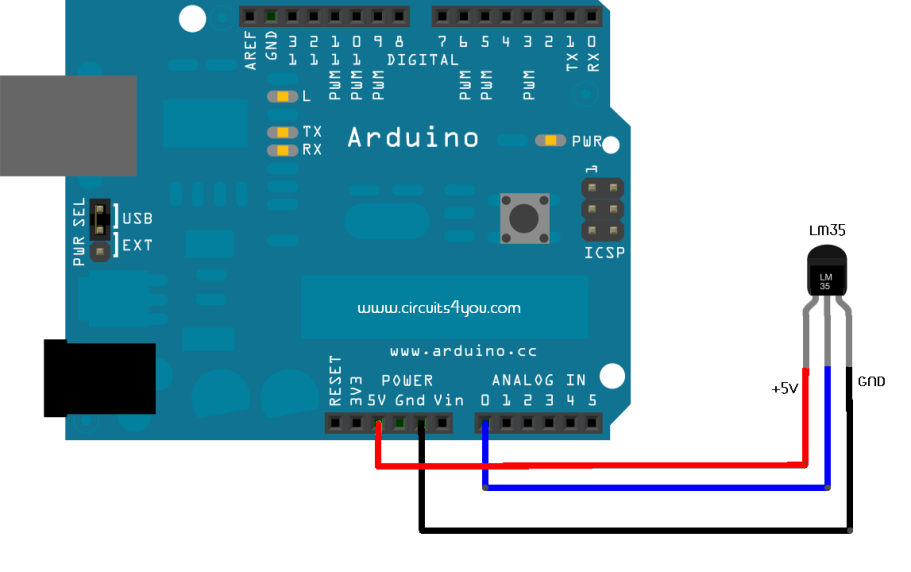 AREF
GND
13
12
11
10
9
8
7
6
5
4
3
2
1
0
DIGITAL
PWM
PWM
PWM
PWM
PWM
PWM
TX
RX
L
TX
RX
Arduino
PWR
1
ICSP
PWR SEL
USB
EXT
LM35
LM
35
www.circuits4you.com
www.arduino.cc
RESET
3V3
POWER
5V Gnd Vin
ANALOG IN
0 1 2 3 4 5
+5V
GND